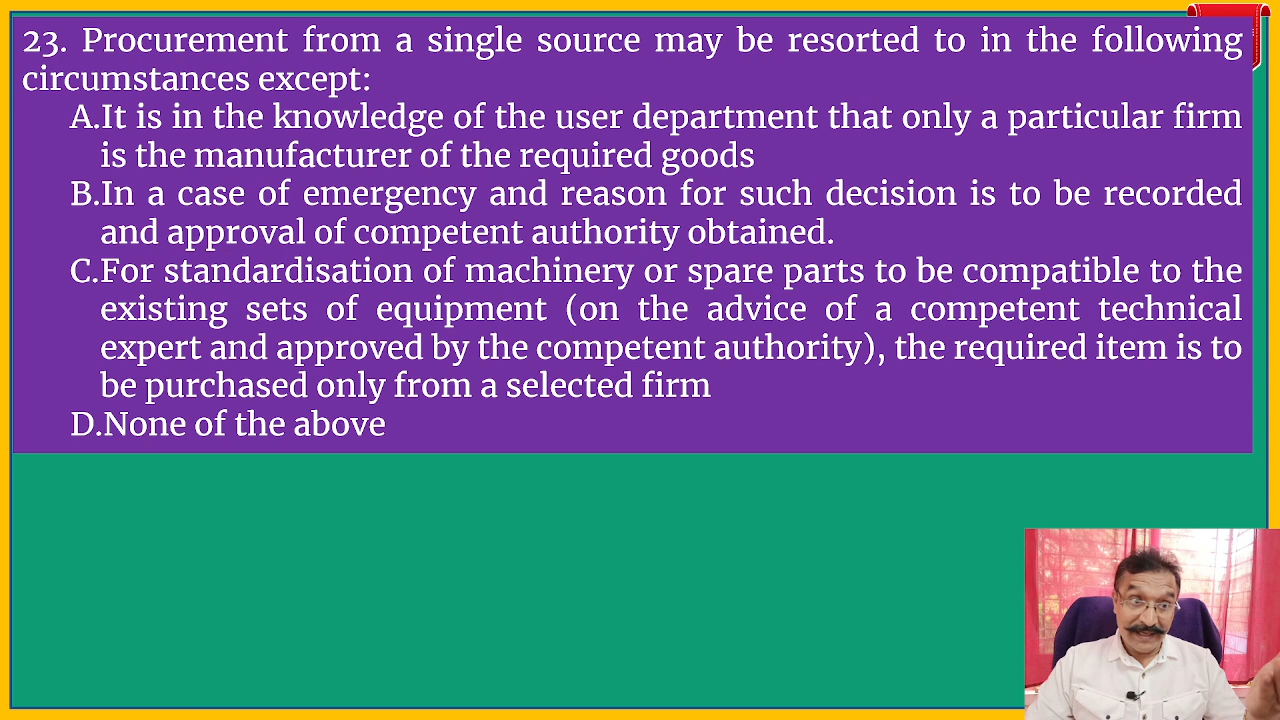 23. Procurement from a single source may be resorted to in the following
circumstances except:
A.It is in the knowledge of the user department that only a particular firm
is the manufacturer of the required goods
B.In a case of emergency and reason for such decision is to be recorded
and approval of competent authority obtained.
C.For standardisation of machinery or spare parts to be compatible to the
existing sets of equipment (on the advice of a competent technical
expert and approved by the competent authority), the required item is to
be purchased only from a selected firm
D.None of the above